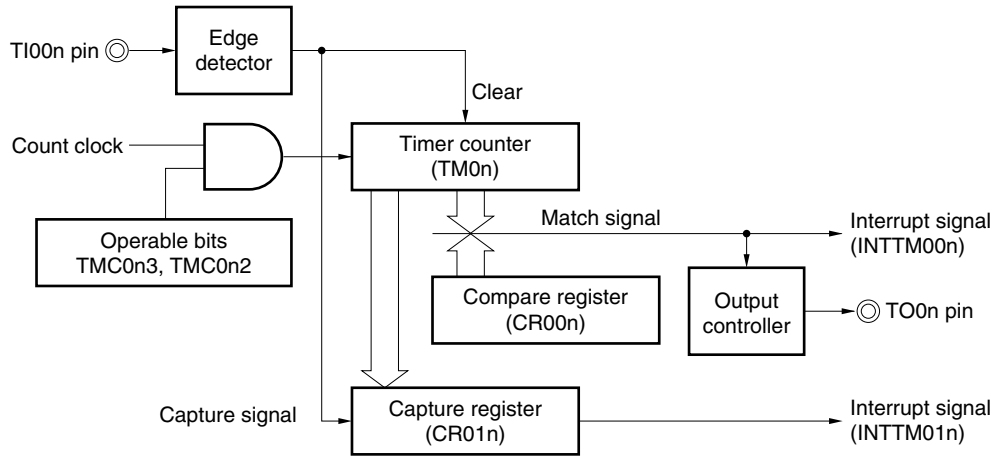 TI00n pin
Edge
detector
Clear
Count clock
Timer counter
(TM0n)
Operable bits
TMC0n3, TMC0n2
Match signal
Interrupt signal
(INTTM00n)
Compare register
(CR00n)
Output
controller
TO0n pin
Capture signal
Capture register
(CR01n)
Interrupt signal
(INTTM01n)